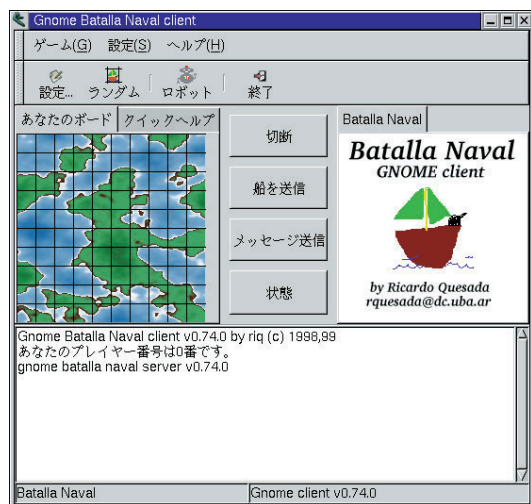 Gnome Batalla Naval client
ゲーム(G) 設定(S) ヘルプ(H)
設定... ランダム ロボット 終了
あなたのボード クイックヘルプ
切断
船を送信
メッセージ送信
状態
Batalla Naval
Batalla Naval
GNOME client
by Ricardo Quesada
rquesada@dc.uba.ar
Gnome Batalla Naval client v0.74.0 by riq (c) 1998,99
あなたのプレイヤー番号は0番です。
gnome batalla naval server v0.74.0
Batalla Naval Gnome client v0.74.0